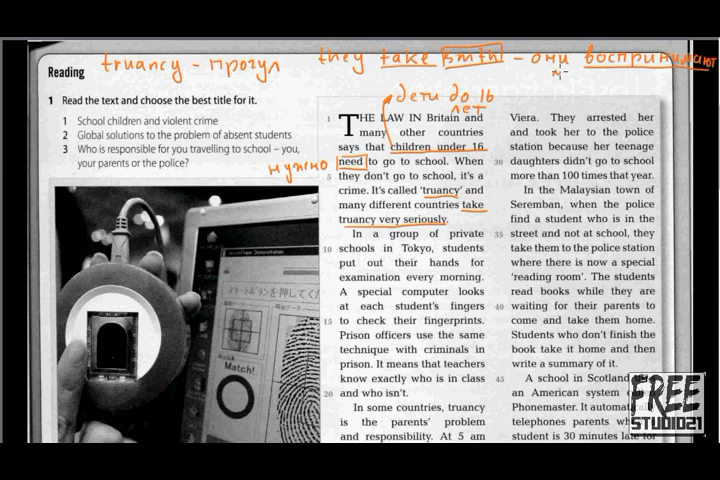 truancy - прогул
they take smth - они воспринимают
дети до 16
лет
нужно
Reading
1 Read the text and choose the best title for it.
1 School children and violent crime
2 Global solutions to the problem of absent students
3 Who is responsible for you travelling to school – you,
your parents or the police?
スタートボタンを押してく
Match!
1 THE LAW IN Britain and
many other countries
says that children under 16
need to go to school. When
5 they don't go to school, it's a
crime. It's called 'truancy' and
many different countries take
truancy very seriously.
In a group of private
10 schools in Tokyo, students
put out their hands for
examination every morning.
A special computer looks
at each student's fingers
15 to check their fingerprints.
Prison officers use the same
technique with criminals in
prison. It means that teachers
know exactly who is in class
20 and who isn't.
In some countries, truancy
is the parents' problem
and responsibility. At 5 am
Viera. They arrested her
and took her to the police
station because her teenage
30 daughters didn't go to school
more than 100 times that year.
In the Malaysian town of
Seremban, when the police
find a student who is in the
35 street and not at school, they
take them to the police station
where there is now a special
'reading room'. The students
read books while they are
40 waiting for their parents to
come and take them home.
Students who don't finish the
book take it home and then
write a summary of it.
45 A school in Scotland
an American system
Phonemaster. It
telephones parents
student is 30 minutes late for
FREE
STUDIO21